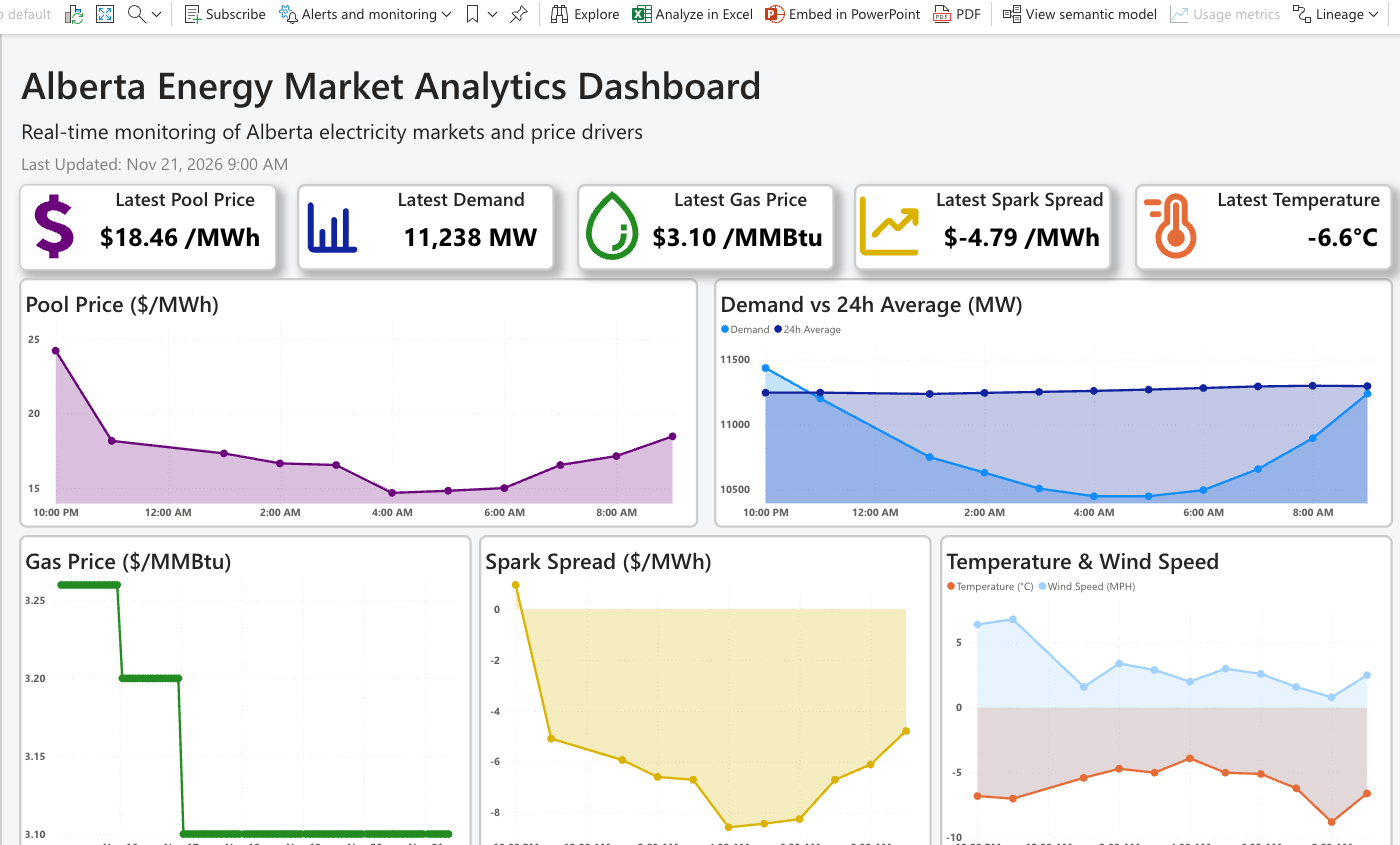 default Subscribe Alerts and monitoring Explore Analyze in Excel Embed in PowerPoint PDF View semantic model Usage metrics Lineage
Alberta Energy Market Analytics Dashboard
Real-time monitoring of Alberta electricity markets and price drivers
Last Updated: Nov 21, 2026 9:00 AM
Latest Pool Price
$18.46 /MWh
Latest Demand
11,238 MW
Latest Gas Price
$3.10 /MMBtu
Latest Spark Spread
$-4.79 /MWh
Latest Temperature
-6.6°C
Pool Price ($/MWh)
25
20
15
10:00 PM 12:00 AM 2:00 AM 4:00 AM 6:00 AM 8:00 AM
Demand vs 24h Average (MW)
Demand 24h Average
11500
11000
10500
10:00 PM 12:00 AM 2:00 AM 4:00 AM 6:00 AM 8:00 AM
Gas Price ($/MMBtu)
3.25
3.20
3.15
3.10
Spark Spread ($/MWh)
0
-2
-4
-6
-8
Temperature & Wind Speed
Temperature (°C) Wind Speed (MPH)
5
0
-5
-10